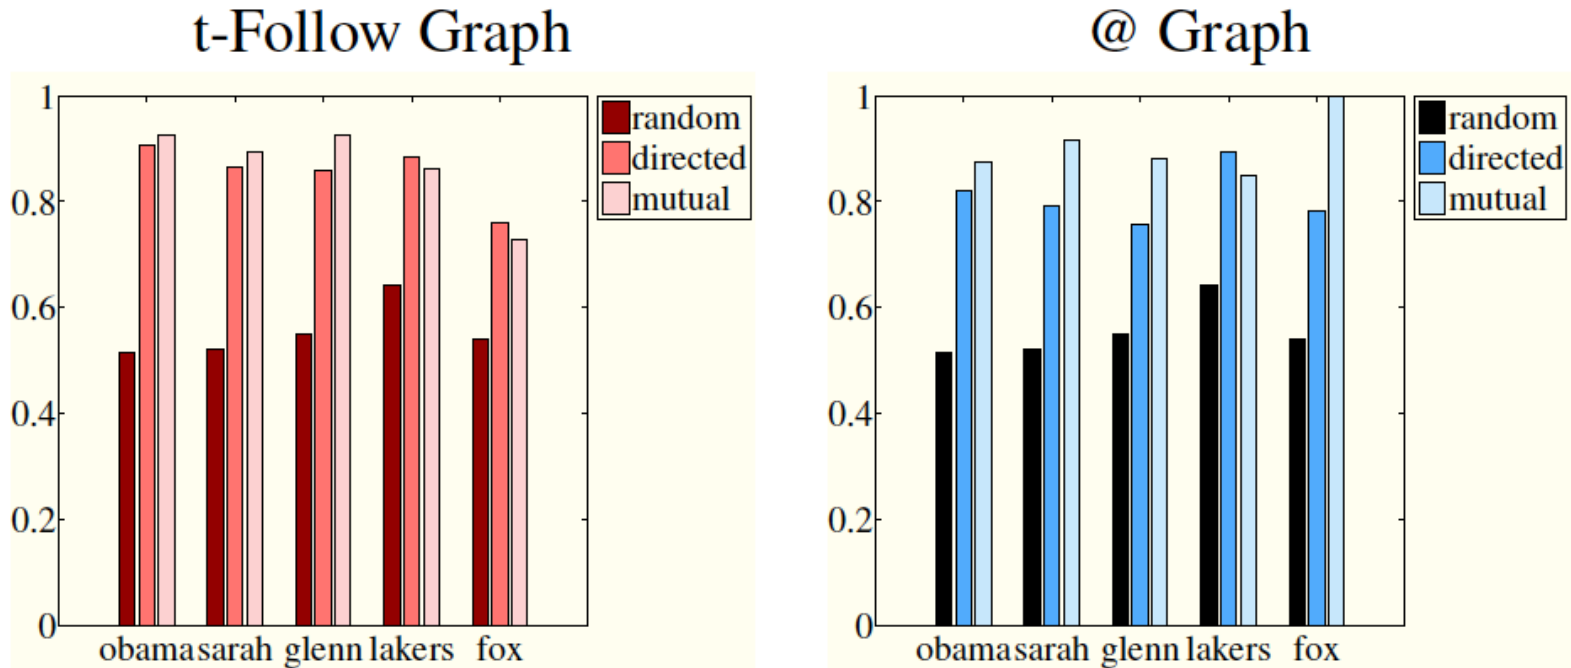 t-Follow Graph
1
0.8
0.6
0.4
0.2
0
obama sarah glenn lakers fox
random
directed
mutual
@ Graph
1
0.8
0.6
0.4
0.2
0
obama sarah glenn lakers fox
random
directed
mutual